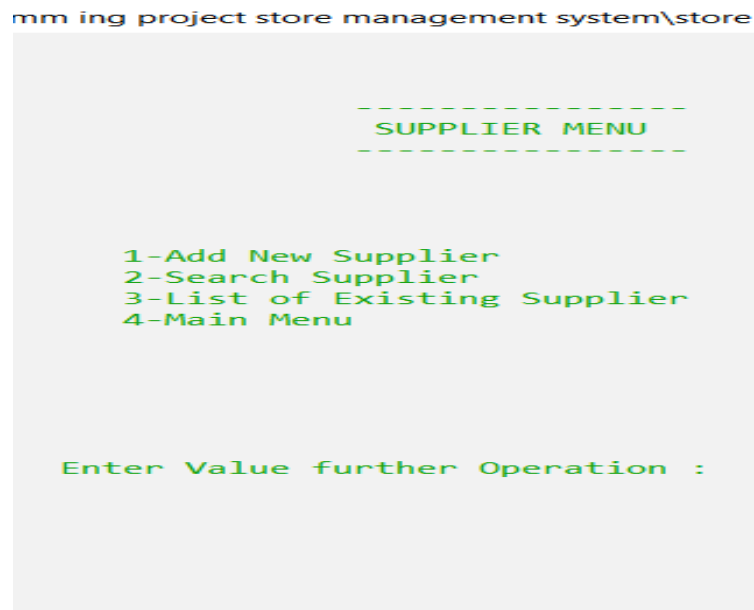 mm ing project store management system\store
----------------
SUPPLIER MENU
----------------
1-Add New Supplier
2-Search Supplier
3-List of Existing Supplier
4-Main Menu
Enter Value further Operation :